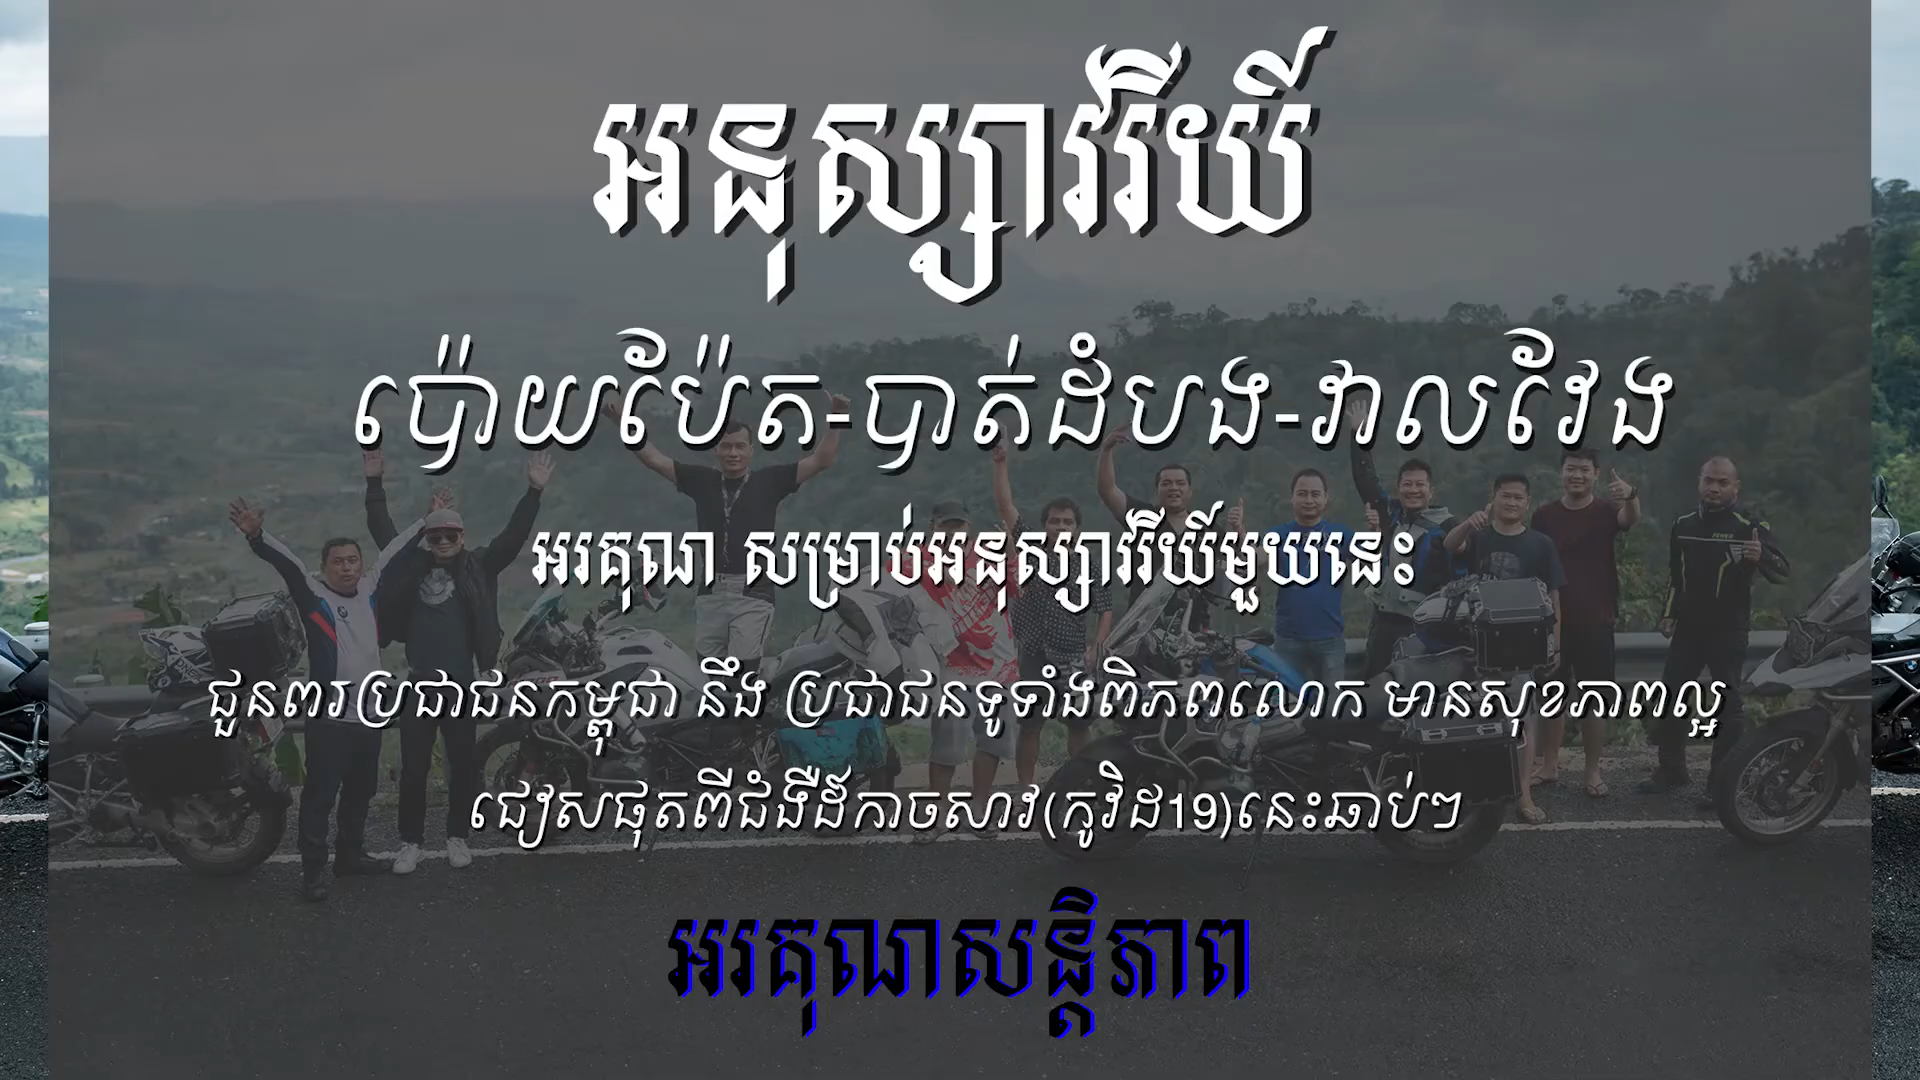 អនុស្សាវរីយ៍
ប៉ោយប៉ែត-បាត់ដំបង-វាលវែង
អរគុណ សម្រាប់អនុស្សាវរីយ៍មួយនេះ
ជួនពរប្រជាជនកម្ពុជា នឹង ប្រជាជនទូទាំងពិភពលោក មានសុខភាពល្អ
ជៀសផុតពីជំងឺដ៏កាចសាវ(កូវិដ19)នេះឆាប់ៗ
អរគុណសន្តិភាព